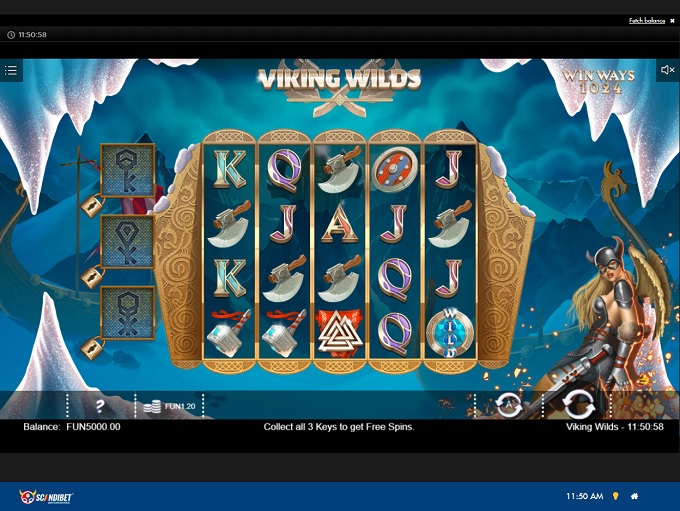 Fetch balance ×
11:50:58
VIKING WILDS
WIN WAYS
1024
K Q J
J A J
K Q J
Q WILD
? FUN1.20 A
Balance: FUN5000.00 Collect all 3 Keys to get Free Spins. Viking Wilds - 11:50:58
SCANDIBET 11:50 AM